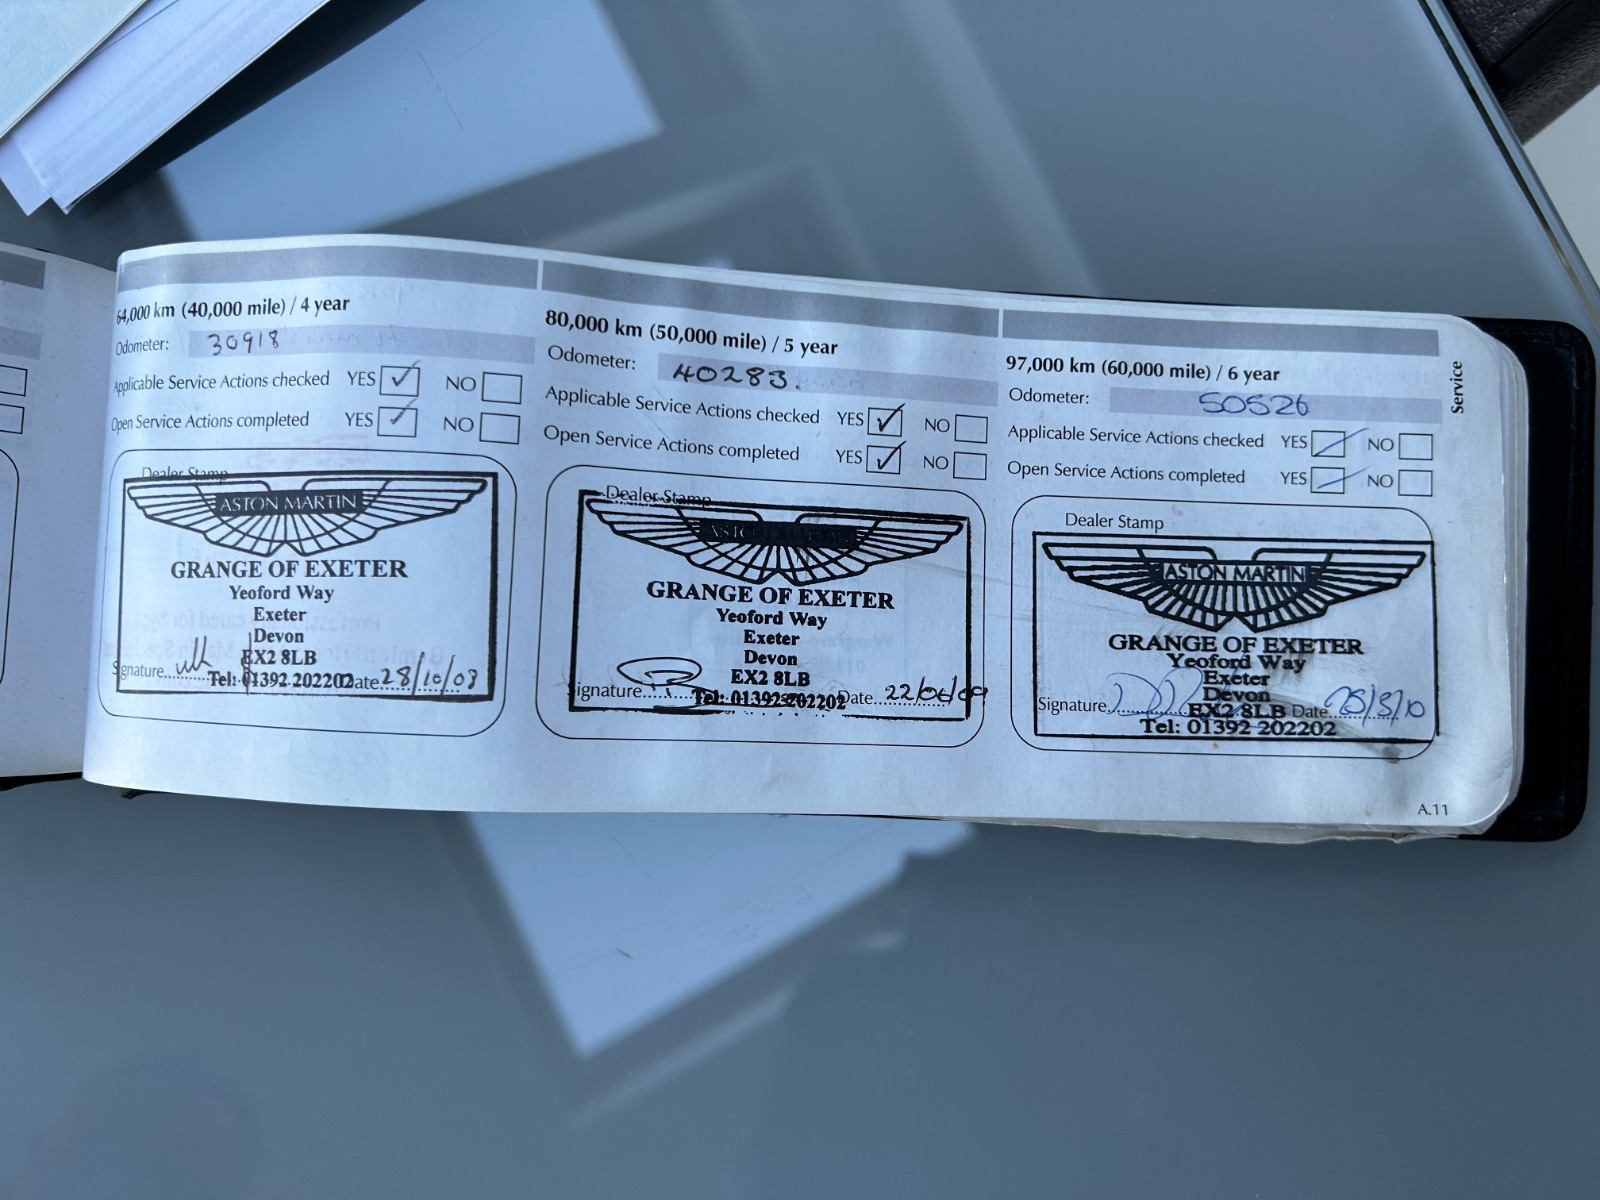 64,000 km (40,000 mile) / 4 year
Odometer: 30918
Applicable Service Actions checked YES ✓ NO
Open Service Actions completed YES ✓ NO
Dealer Stamp
ASTON MARTIN
GRANGE OF EXETER
Yeoford Way
Exeter
Devon
EX2 8LB
Signature
Tel: 01392 202202
Date 28/10/08
80,000 km (50,000 mile) / 5 year
Odometer: 40283.
Applicable Service Actions checked YES ✓ NO
Open Service Actions completed YES ✓ NO
Dealer Stamp
ASTON MARTIN
GRANGE OF EXETER
Yeoford Way
Exeter
Devon
EX2 8LB
Signature
Tel: 01392 202202
Date 22/06/09
97,000 km (60,000 mile) / 6 year
Odometer: 50526
Applicable Service Actions checked YES NO
Open Service Actions completed YES NO
Dealer Stamp
ASTON MARTIN
GRANGE OF EXETER
Yeoford Way
Exeter
Devon
Signature
EX2 8LB
Date
Tel: 01392 202202
Service
A.11